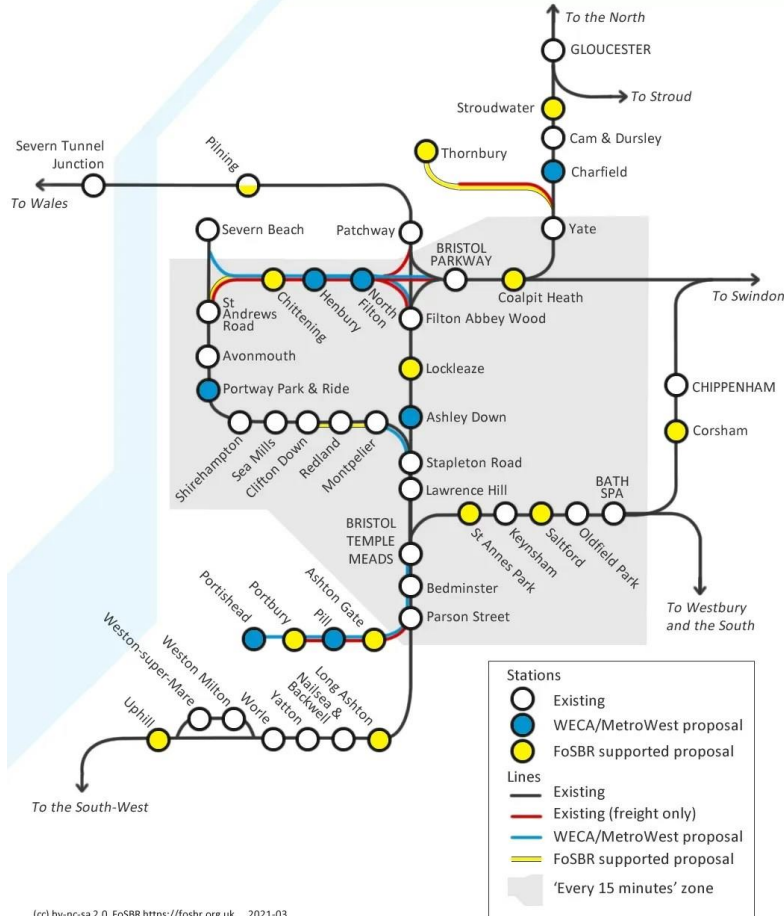 To the North
GLOUCESTER
To Stroud
Stroudwater
Cam & Dursley
Charfield
Thornbury
Yate
Severn Tunnel
Junction
To Wales
Pilning
Severn Beach
Patchway
BRISTOL
PARKWAY
Coalpit Heath
To Swindon
St
Andrews
Road
Chittening
Henbury
North
Filton
Filton Abbey Wood
Avonmouth
Portway Park & Ride
Lockleaze
Ashley Down
CHIPPENHAM
Corsham
Shirehampton
Sea Mills
Clifton Down
Redland
Montpelier
Stapleton Road
Lawrence Hill
BATH
SPA
BRISTOL
TEMPLE
MEADS
St Annes Park
Keynsham
Saltford
Oldfield Park
Bedminster
Parson Street
To Westbury
and the South
Portishead
Portbury
Pill
Ashton Gate
Uphill
Weston-super-Mare
Weston Milton
Worle
Yatton
Nailsea &
Backwell
Long Ashton
To the South-West
Stations
Existing
WECA/MetroWest proposal
FoSBR supported proposal
Lines
Existing
Existing (freight only)
WECA/MetroWest proposal
FoSBR supported proposal
'Every 15 minutes' zone
(cc) by-nc-sa 2.0 FoSBR https://fosbr.org.uk 2021-03